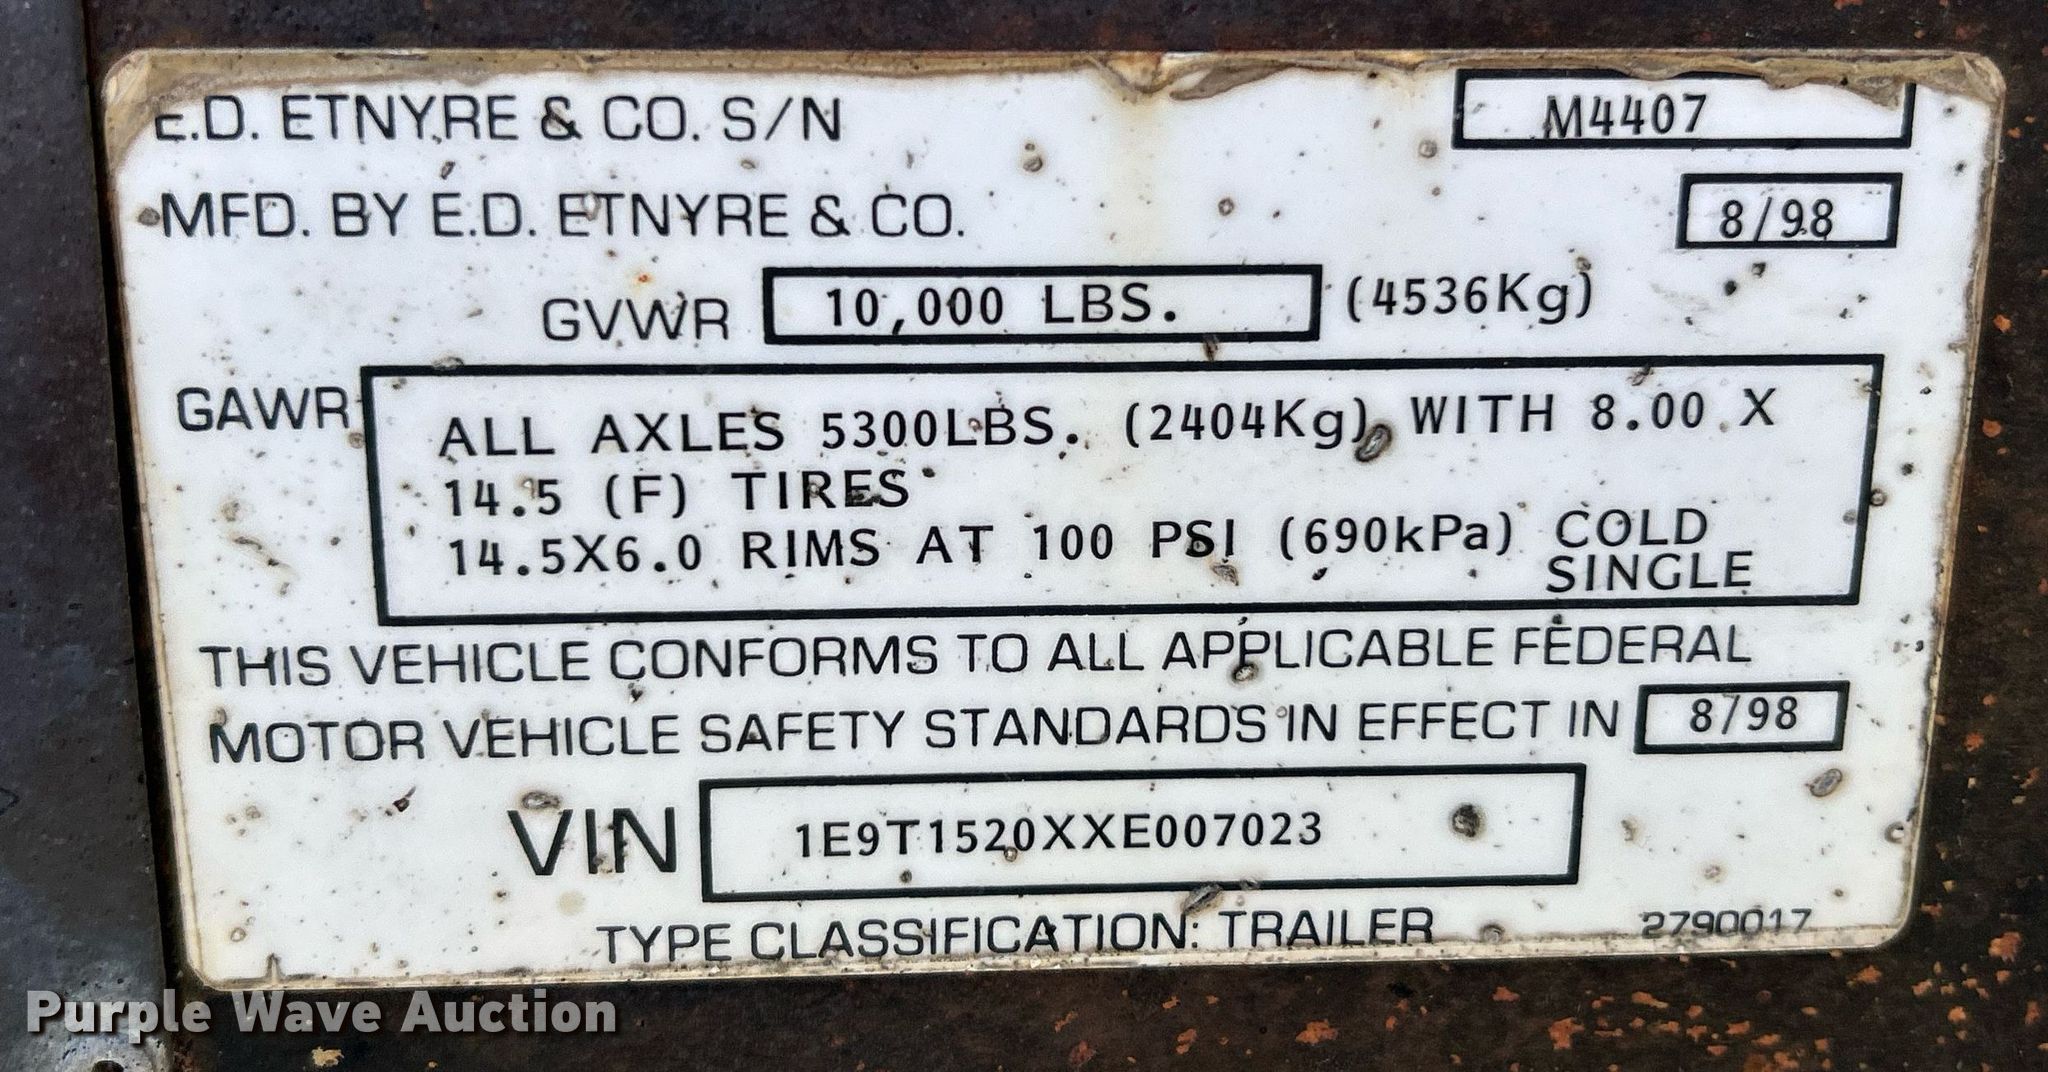 E.D. ETNYRE & CO. S/N M4407
MFD. BY E.D. ETNYRE & CO. 8/98
GVWR 10,000 LBS. (4536Kg)
GAWR ALL AXLES 5300LBS. (2404Kg) WITH 8.00 X
14.5 (F) TIRES
14.5X6.0 RIMS AT 100 PSI (690kPa) COLD
SINGLE
THIS VEHICLE CONFORMS TO ALL APPLICABLE FEDERAL
MOTOR VEHICLE SAFETY STANDARDS IN EFFECT IN 8/98
VIN 1E9T1520XXE007023
TYPE CLASSIFICATION: TRAILER 2790017
Purple Wave Auction